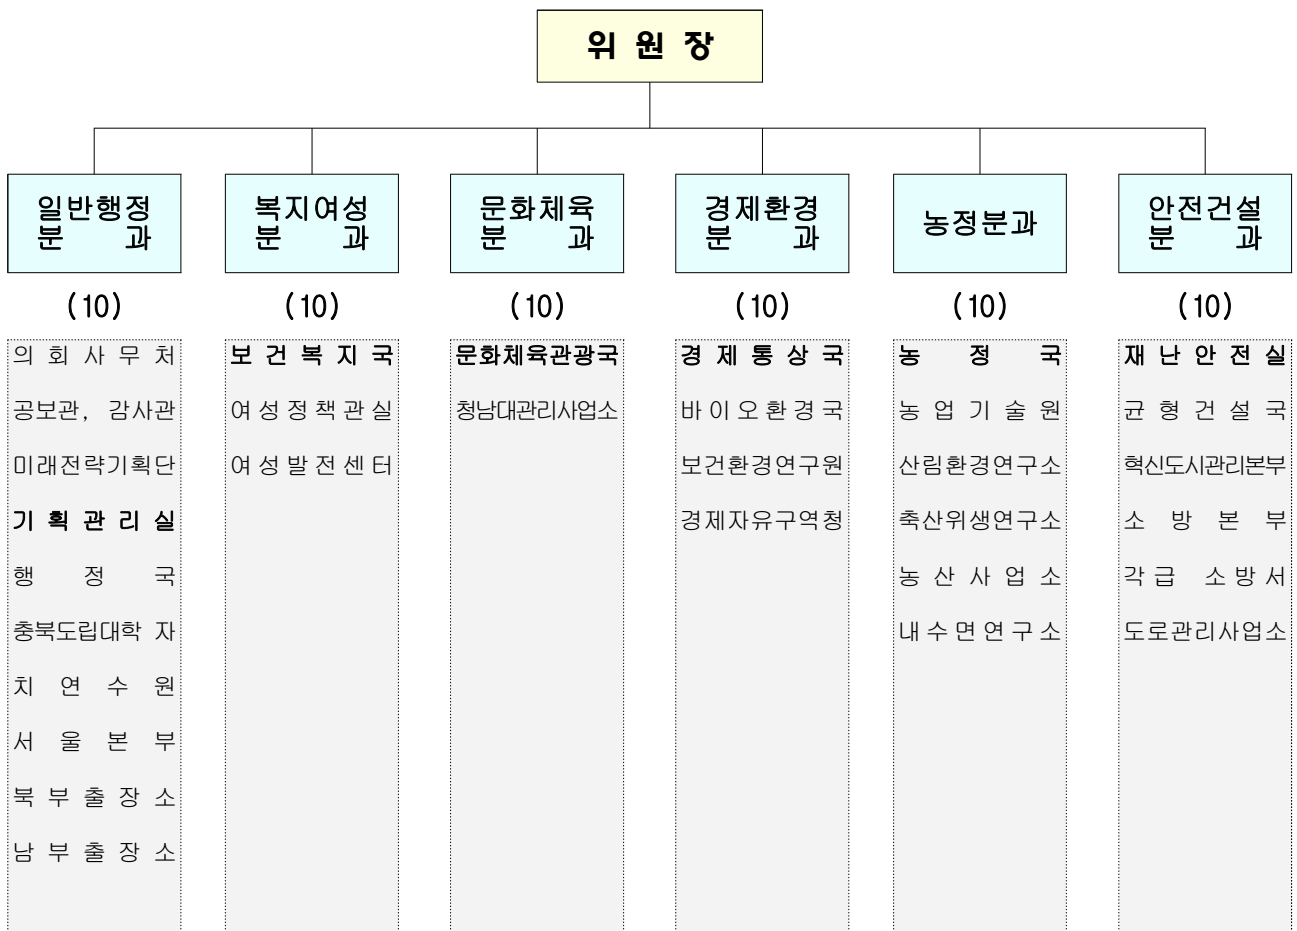 위 원 장
일반행정
분 과
(10)
의 회 사 무 처
공보관, 감사관
미래전략기획단
기 획 관 리 실
행 정 국
충북도립대학 자
치 연 수 원
서 울 본 부
북 부 출 장 소
남 부 출 장 소
복지여성
분 과
(10)
보 건 복 지 국
여성정책관실
여성발전센터
문화체육
분 과
(10)
문화체육관광국
청남대관리사업소
경제환경
분 과
(10)
경 제 통 상 국
바이오환경국
보건환경연구원
경제자유구역청
농정분과
(10)
농 정 국
농 업 기 술 원
산림환경연구소
축산위생연구소
농 산 사 업 소
내수면연구소
안전건설
분 과
(10)
재 난 안 전 실
균 형 건 설 국
혁신도시관리본부
소 방 본 부
각급 소방서
도로관리사업소